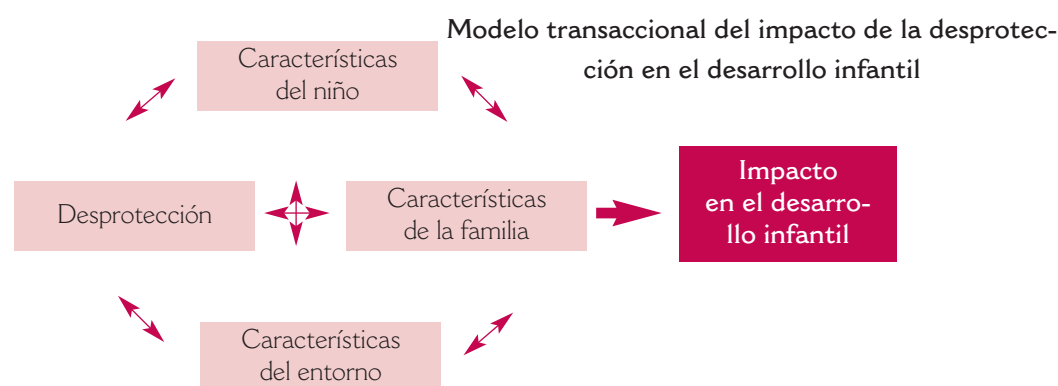 Modelo transaccional del impacto de la desprotec-
ción en el desarrollo infantil
Características
del niño
Desprotección
Características
de la familia
Impacto
en el desarro-
llo infantil
Características
del entorno